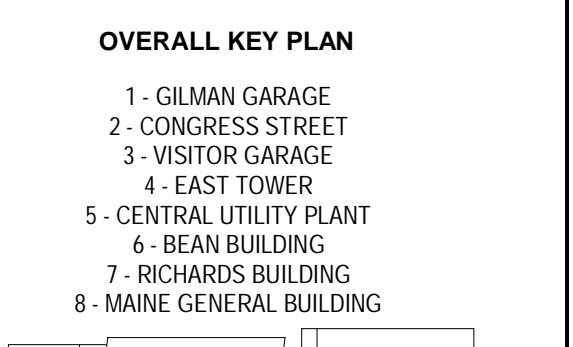 OVERALL KEY PLAN
1 - GILMAN GARAGE
2 - CONGRESS STREET
3 - VISITOR GARAGE
4 - EAST TOWER
5 - CENTRAL UTILITY PLANT
6 - BEAN BUILDING
7 - RICHARDS BUILDING
8 - MAINE GENERAL BUILDING